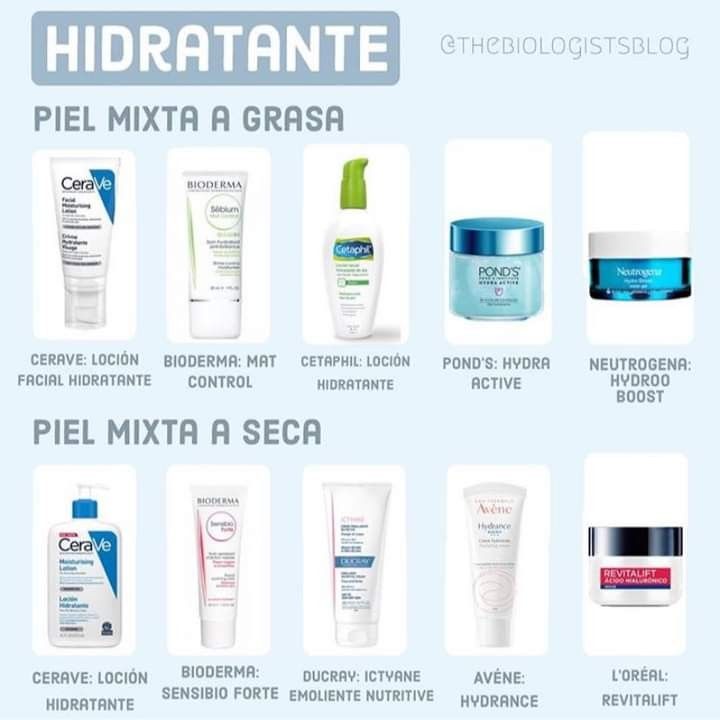 HIDRATANTE
@THEBIOLOGISTSBLOG
PIEL MIXTA A GRASA
CeraVe
Facial
Moisturising
Lotion
Crème
Hydratante
Visage
BIODERMA
Sébium
Mat Control
Cetaphil
POND'S
HYDRA ACTIVE
Neutrogena
Hydro Boost
water gel
CERAVE: LOCIÓN
FACIAL HIDRATANTE
BIODERMA: MAT
CONTROL
CETAPHIL: LOCIÓN
HIDRATANTE
POND'S: HYDRA
ACTIVE
NEUTROGENA:
HYDROO
BOOST
PIEL MIXTA A SECA
CeraVe
Moisturising
Lotion
Loción
Hidratante
BIODERMA
Sensibio
forte
ICTYANE
DUCRAY
Avène
Hydrance
REVITALIFT
ÁCIDO HIALURÓNICO
CERAVE: LOCIÓN
HIDRATANTE
BIODERMA:
SENSIBIO FORTE
DUCRAY: ICTYANE
EMOLIENTE NUTRITIVE
AVÉNE:
HYDRANCE
L'ORÉAL:
REVITALIFT